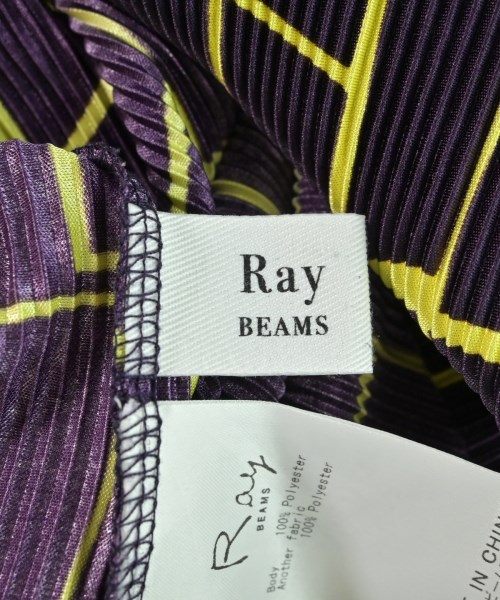 Ray
BEAMS
Ray
BEAMS
Body 100% Polyester
Another fabric
100% Polyester
IN CHIN